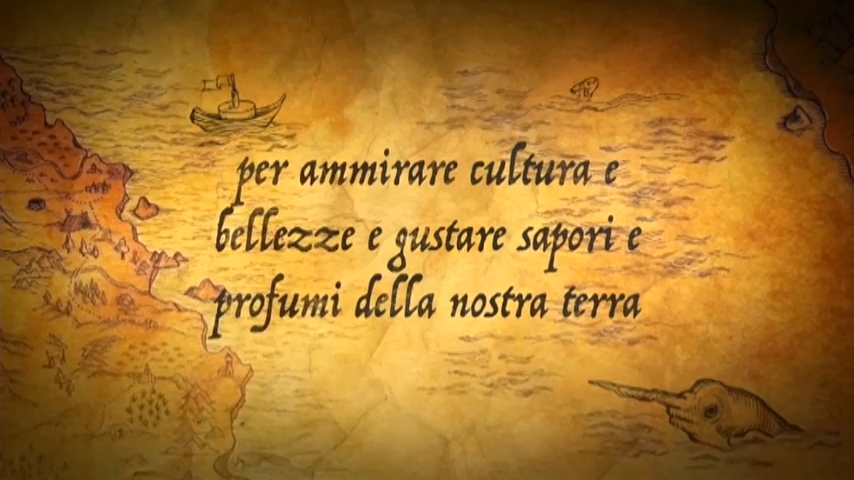 per ammirare cultura e
bellezze e gustare sapori e
profumi della nostra terra